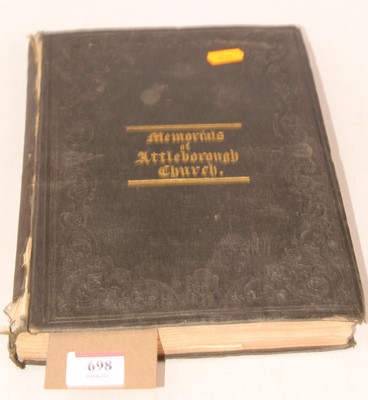 Memorials
of
Attleborough
Church.
698